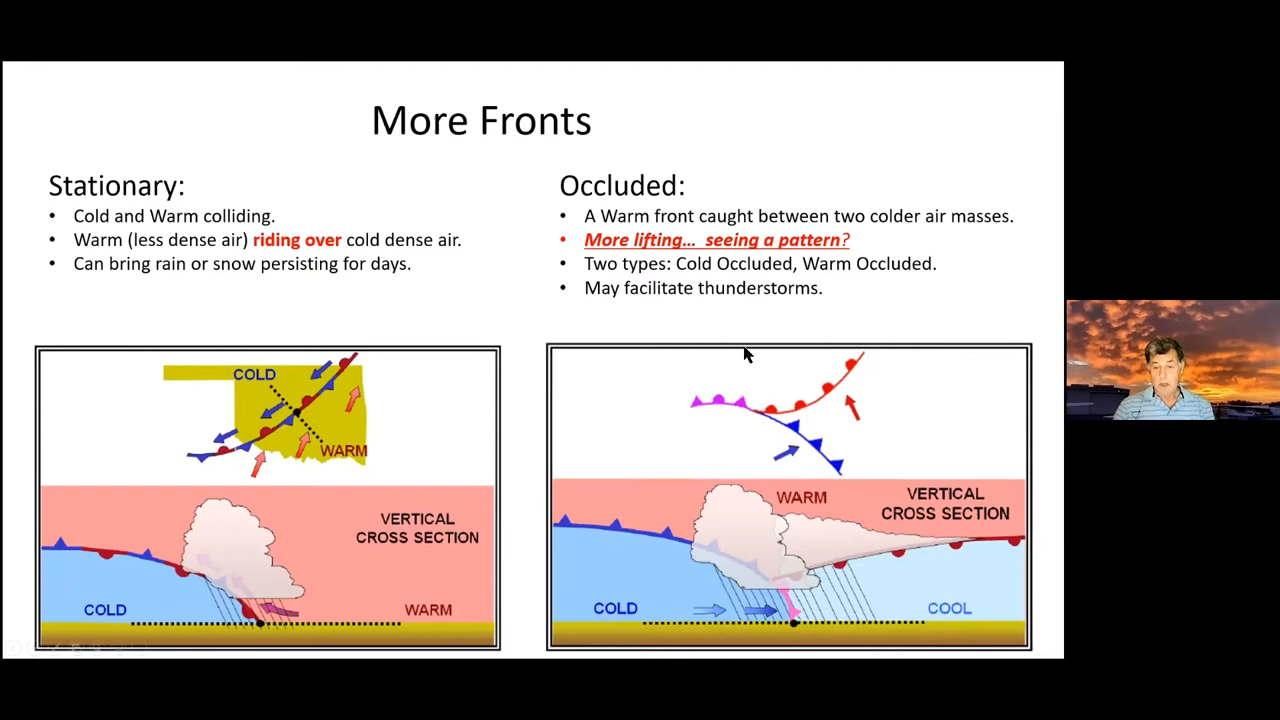 More Fronts
Stationary:
• Cold and Warm colliding.
• Warm (less dense air) riding over cold dense air.
• Can bring rain or snow persisting for days.
COLD
WARM
VERTICAL
CROSS SECTION
COLD
WARM
Occluded:
• A Warm front caught between two colder air masses.
• More lifting… seeing a pattern?
• Two types: Cold Occluded, Warm Occluded.
• May facilitate thunderstorms.
WARM
VERTICAL
CROSS SECTION
COLD
COOL